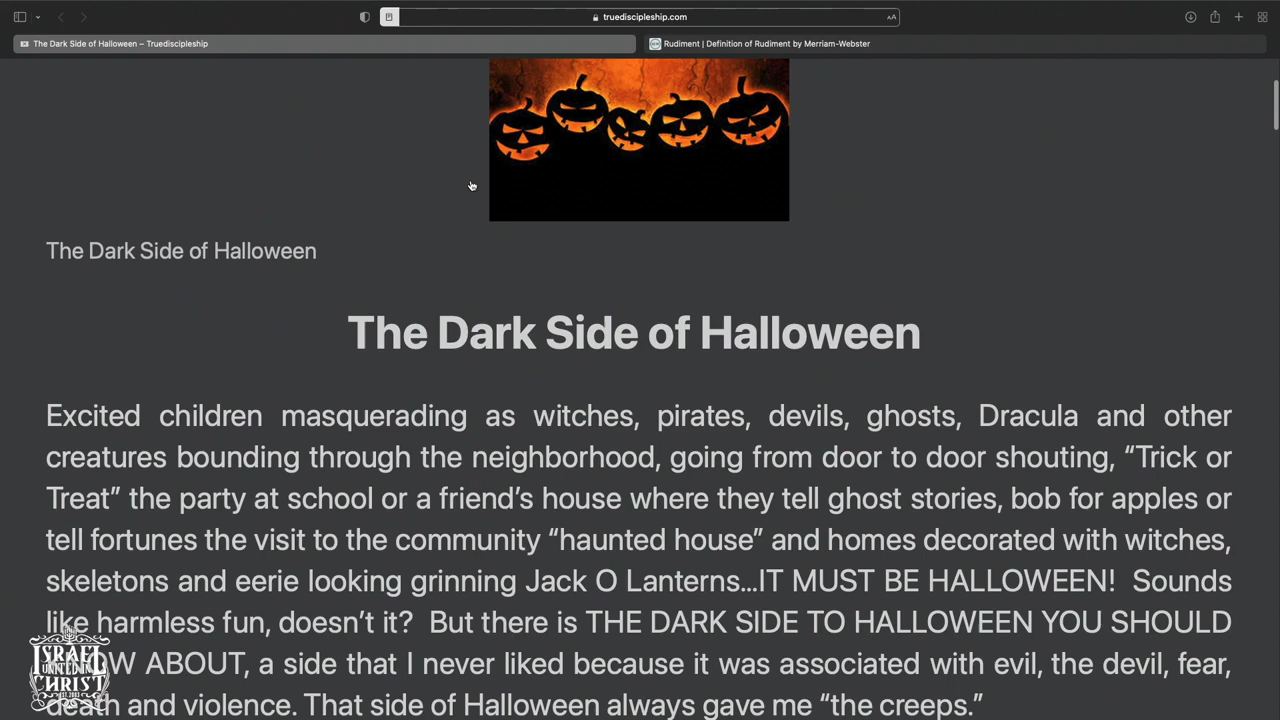 truediscipleship.com
AA
The Dark Side of Halloween – Truediscipleship
Rudiment | Definition of Rudiment by Merriam-Webster
The Dark Side of Halloween
The Dark Side of Halloween
Excited children masquerading as witches, pirates, devils, ghosts, Dracula and other
creatures bounding through the neighborhood, going from door to door shouting, “Trick or
Treat” the party at school or a friend’s house where they tell ghost stories, bob for apples or
tell fortunes the visit to the community “haunted house” and homes decorated with witches,
skeletons and eerie looking grinning Jack O Lanterns…IT MUST BE HALLOWEEN!  Sounds
like harmless fun, doesn’t it?  But there is THE DARK SIDE TO HALLOWEEN YOU SHOULD
OW ABOUT, a side that I never liked because it was associated with evil, the devil, fear,
death and violence. That side of Halloween always gave me “the creeps.”
ISRAEL
UNITED IN
CHRIST
EST. 2003